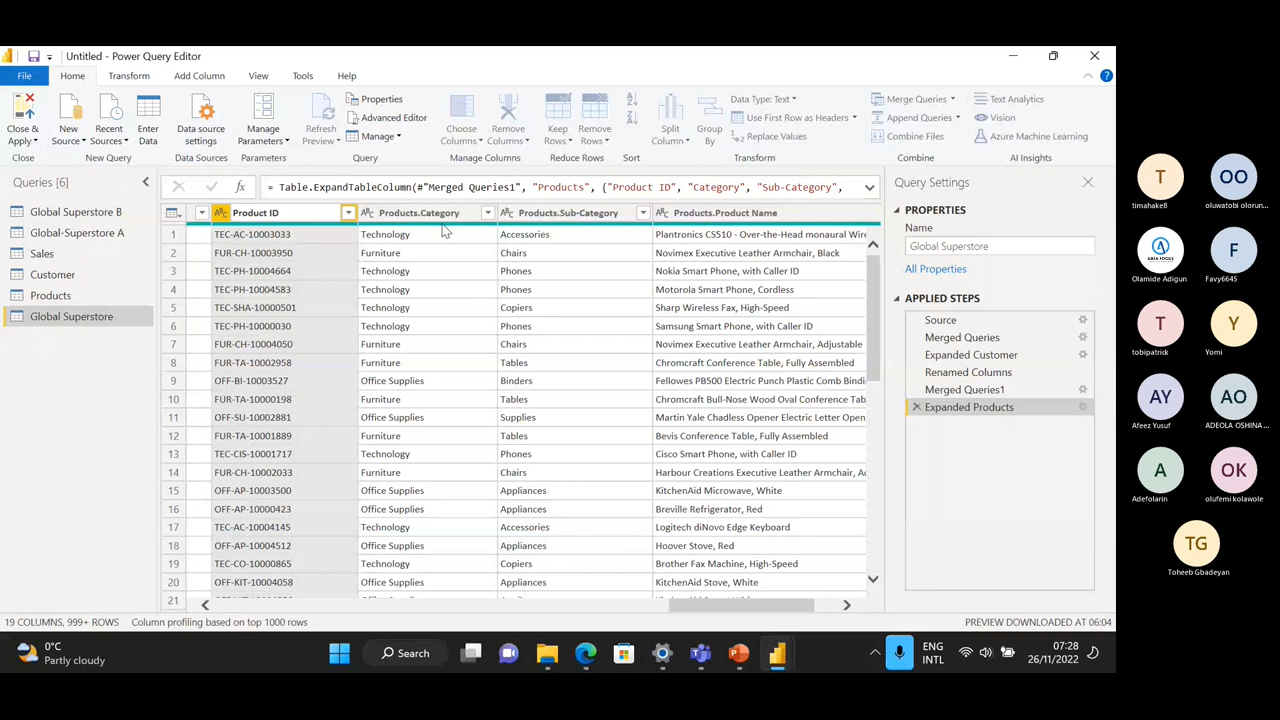 Untitled - Power Query Editor
File Home Transform Add Column View Tools Help
Close & Apply
Close
New Source
Recent Sources
Enter Data
New Query
Data source settings
Data Sources
Manage Parameters
Parameters
Refresh Preview
Properties
Advanced Editor
Manage
Query
Choose Columns
Remove Columns
Manage Columns
Keep Rows
Remove Rows
Reduce Rows
Sort
Split Column
Group By
Data Type: Text
Use First Row as Headers
Replace Values
Transform
Merge Queries
Append Queries
Combine Files
Combine
Text Analytics
Vision
Azure Machine Learning
AI Insights
Queries [6]
Global Superstore B
Global-Superstore A
Sales
Customer
Products
Global Superstore
= Table.ExpandTableColumn(#"Merged Queries1", "Products", {"Product ID", "Category", "Sub-Category",
Product ID Products.Category Products.Sub-Category Products.Product Name
1 TEC-AC-10003033 Technology Accessories Plantronics CS510 - Over-the-Head monaural Wire
2 FUR-CH-10003950 Furniture Chairs Novimex Executive Leather Armchair, Black
3 TEC-PH-10004664 Technology Phones Nokia Smart Phone, with Caller ID
4 TEC-PH-10004583 Technology Phones Motorola Smart Phone, Cordless
5 TEC-SHA-10000501 Technology Copiers Sharp Wireless Fax, High-Speed
6 TEC-PH-10000030 Technology Phones Samsung Smart Phone, with Caller ID
7 FUR-CH-10004050 Furniture Chairs Novimex Executive Leather Armchair, Adjustable
8 FUR-TA-10002958 Furniture Tables Chromcraft Conference Table, Fully Assembled
9 OFF-BI-10003527 Office Supplies Binders Fellowes PB500 Electric Punch Plastic Comb Bindi
10 FUR-TA-10000198 Furniture Tables Chromcraft Bull-Nose Wood Oval Conference Tab
11 OFF-SU-10002881 Office Supplies Supplies Martin Yale Chadless Opener Electric Letter Open
12 FUR-TA-10001889 Furniture Tables Bevis Conference Table, Fully Assembled
13 TEC-CIS-10001717 Technology Phones Cisco Smart Phone, with Caller ID
14 FUR-CH-10002033 Furniture Chairs Harbour Creations Executive Leather Armchair, A
15 OFF-AP-10003500 Office Supplies Appliances KitchenAid Microwave, White
16 OFF-AP-10000423 Office Supplies Appliances Breville Refrigerator, Red
17 TEC-AC-10004145 Technology Accessories Logitech diNovo Edge Keyboard
18 OFF-AP-10004512 Office Supplies Appliances Hoover Stove, Red
19 TEC-CO-10000865 Technology Copiers Brother Fax Machine, High-Speed
20 OFF-KIT-10004058 Office Supplies Appliances KitchenAid Stove, White
21
Query Settings
PROPERTIES
Name
Global Superstore
All Properties
APPLIED STEPS
Source
Merged Queries
Expanded Customer
Renamed Columns
Merged Queries1
Expanded Products
19 COLUMNS, 999+ ROWS Column profiling based on top 1000 rows PREVIEW DOWNLOADED AT 06:04
0°C
Partly cloudy
Search
ENG
INTL
07:28
26/11/2022
T
timahake8
OO
oluwatobi olorun...
Olamide Adigun
F
Favy6645
T
tobipatrick
Y
Yomi
AY
Afeez Yusuf
AO
ADEOLA OSHINA ...
A
Adefolarin
OK
olufemi kolawole
TG
Toheeb Gbadeyan